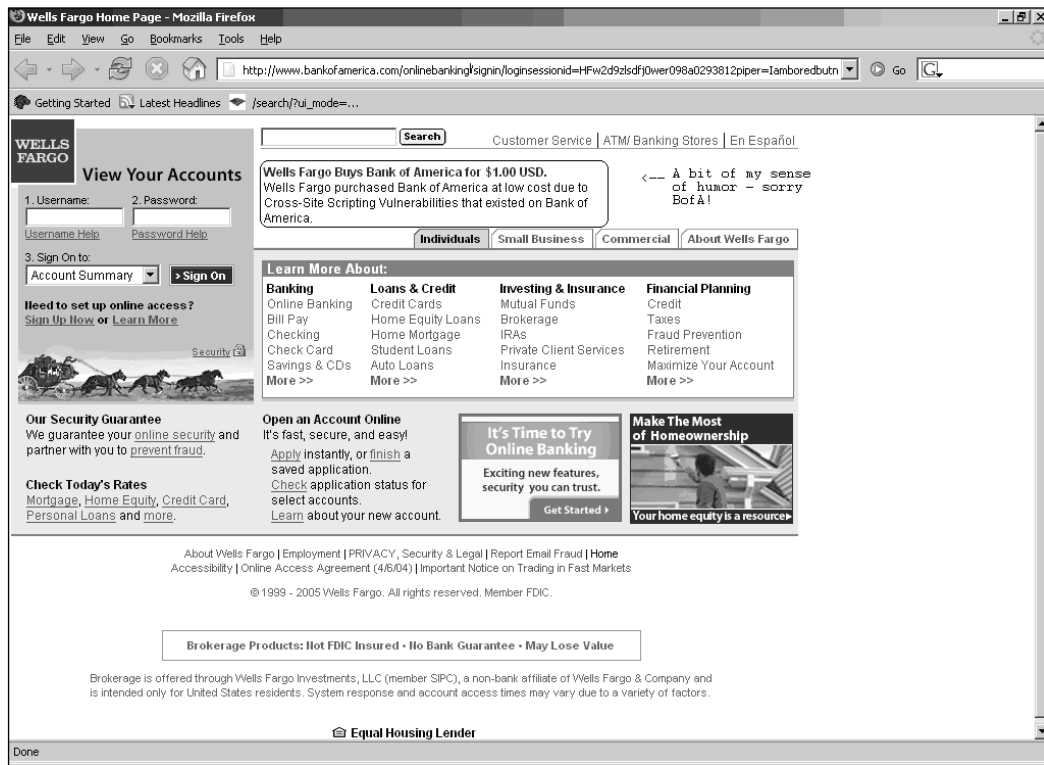 Wells Fargo Home Page - Mozilla Firefox
File Edit View Go Bookmarks Tools Help
http://www.bankofamerica.com/onlinebanking/signin/loginsessionid=HFw2d9zlsdfj0wer098a0293812piper=Iamboredbutn Go G
Getting Started Latest Headlines /search/?ui_mode=...
WELLS
FARGO
View Your Accounts
1. Username: 2. Password:
Username Help Password Help
3. Sign On to:
Account Summary Sign On
Need to set up online access?
Sign Up Now or Learn More
Security
Search
Customer Service | ATM/ Banking Stores | En Español
Wells Fargo Buys Bank of America for $1.00 USD.
Wells Fargo purchased Bank of America at low cost due to
Cross-Site Scripting Vulnerabilities that existed on Bank of
America.
<-- A bit of my sense
of humor - sorry
BofA!
Individuals Small Business Commercial About Wells Fargo
Learn More About:
Banking Loans & Credit Investing & Insurance Financial Planning
Online Banking Credit Cards Mutual Funds Credit
Bill Pay Home Equity Loans Brokerage Taxes
Checking Home Mortgage IRAs Fraud Prevention
Check Card Student Loans Private Client Services Retirement
Savings & CDs Auto Loans Insurance Maximize Your Account
More >> More >> More >> More >>
Our Security Guarantee
We guarantee your online security and
partner with you to prevent fraud.
Check Today's Rates
Mortgage, Home Equity, Credit Card,
Personal Loans and more.
Open an Account Online
It's fast, secure, and easy!
Apply instantly, or finish a
saved application.
Check application status for
select accounts.
Learn about your new account.
It's Time to Try
Online Banking
Exciting new features,
security you can trust.
Get Started
Make The Most
of Homeownership
Your home equity is a resource
About Wells Fargo | Employment | PRIVACY, Security & Legal | Report Email Fraud | Home
Accessibility | Online Access Agreement (4/6/04) | Important Notice on Trading in Fast Markets
© 1999 - 2005 Wells Fargo. All rights reserved. Member FDIC.
Brokerage Products: Not FDIC Insured • No Bank Guarantee • May Lose Value
Brokerage is offered through Wells Fargo Investments, LLC (member SIPC), a non-bank affiliate of Wells Fargo & Company and
is intended only for United States residents. System response and account access times may vary due to a variety of factors.
Equal Housing Lender
Done